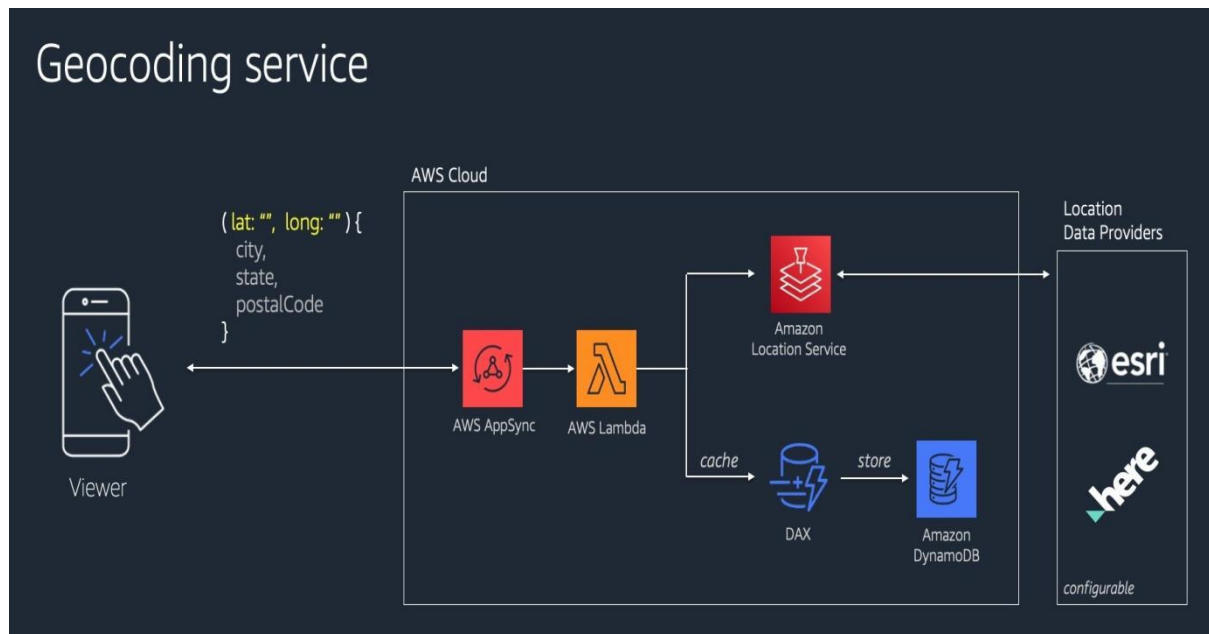 Geocoding service
AWS Cloud
( lat: “”, long: “” ) {
city,
state,
postalCode
}
Viewer
AWS AppSync
AWS Lambda
Amazon
Location Service
cache
DAX
store
Amazon
DynamoDB
Location
Data Providers
esri
here
configurable